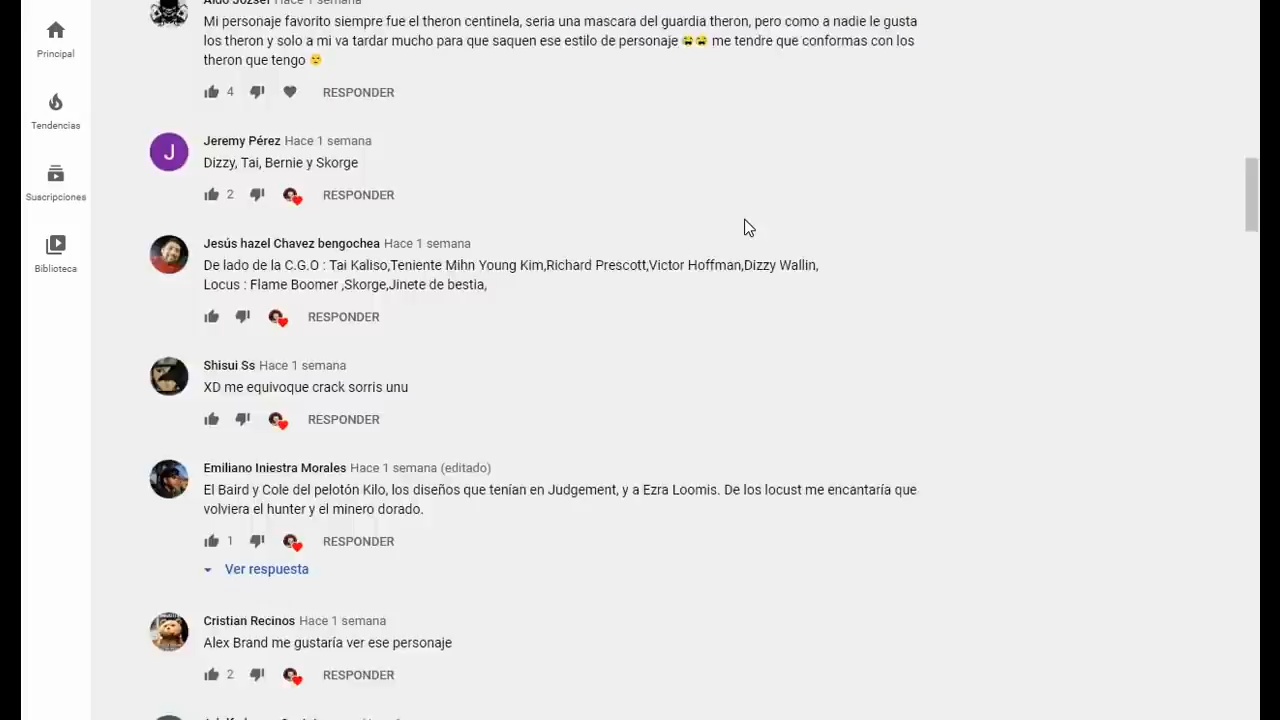 Principal
Tendencias
Suscripciones
Biblioteca
Mi personaje favorito siempre fue el theron centinela, seria una mascara del guardia theron, pero como a nadie le gusta
los theron y solo a mi va tardar mucho para que saquen ese estilo de personaje 😭😭 me tendre que conformas con los
theron que tengo 😔
4 RESPONDER
Jeremy Pérez Hace 1 semana
J
Dizzy, Tai, Bernie y Skorge
2 RESPONDER
Jesús hazel Chavez bengochea Hace 1 semana
De lado de la C.G.O : Tai Kaliso,Teniente Mihn Young Kim,Richard Prescott,Victor Hoffman,Dizzy Wallin,
Locus : Flame Boomer ,Skorge,Jinete de bestia,
RESPONDER
Shisui Ss Hace 1 semana
XD me equivoque crack sorris unu
RESPONDER
Emiliano Iniestra Morales Hace 1 semana (editado)
El Baird y Cole del pelotón Kilo, los diseños que tenían en Judgement, y a Ezra Loomis. De los locust me encantaría que
volviera el hunter y el minero dorado.
1 RESPONDER
Ver respuesta
Cristian Recinos Hace 1 semana
Alex Brand me gustaría ver ese personaje
2 RESPONDER